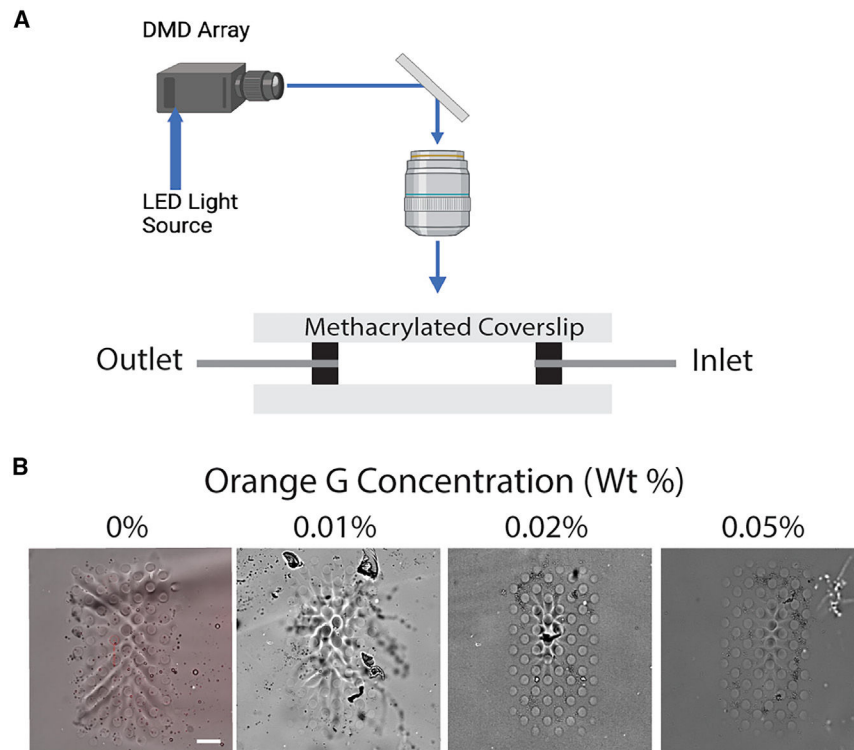 A
DMD Array
LED Light
Source
Methacrylated Coverslip
Outlet
Inlet
B
Orange G Concentration (Wt %)
0% 0.01% 0.02% 0.05%